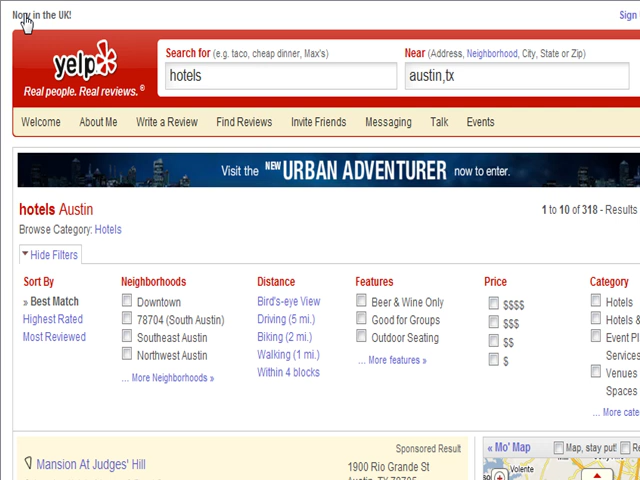 Now in the UK!
Sign
yelp
Real people. Real reviews.®
Search for (e.g. taco, cheap dinner, Max's)
hotels
Near (Address, Neighborhood, City, State or Zip)
austin,tx
Welcome About Me Write a Review Find Reviews Invite Friends Messaging Talk Events
Visit the NEW URBAN ADVENTURER now to enter.
hotels Austin
1 to 10 of 318 - Results
Browse Category: Hotels
Hide Filters
Sort By
» Best Match
Highest Rated
Most Reviewed
Neighborhoods
Downtown
78704 (South Austin)
Southeast Austin
Northwest Austin
... More Neighborhoods »
Distance
Bird's-eye View
Driving (5 mi.)
Biking (2 mi.)
Walking (1 mi.)
Within 4 blocks
Features
Beer & Wine Only
Good for Groups
Outdoor Seating
... More features »
Price
$$$$
$$$
$$
$
Category
Hotels
Hotels &
Event Pl
Services
Venues
Spaces
... More cate
Sponsored Result
Mansion At Judges' Hill
1900 Rio Grande St
Austin, TX 78705
« Mo' Map
Map, stay put!
Re
Volente